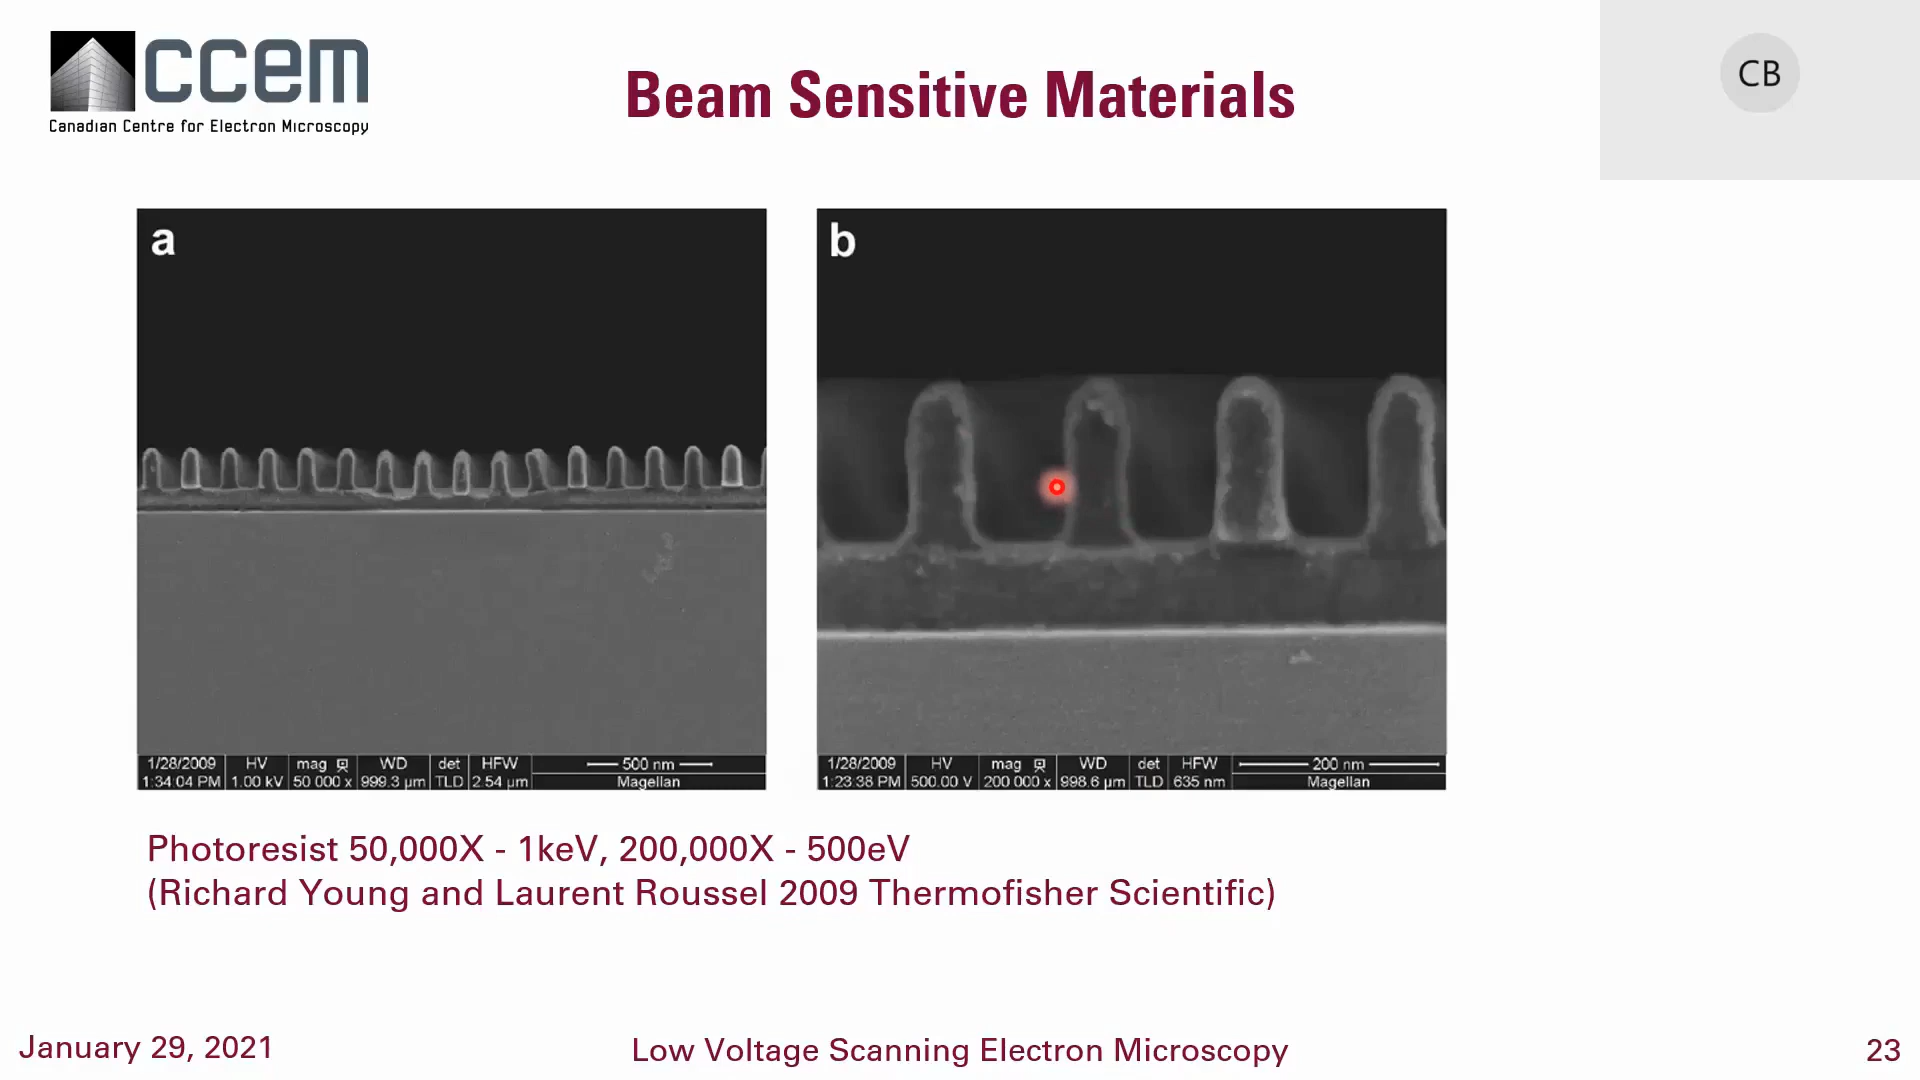 ccem
Canadian Centre for Electron Microscopy
Beam Sensitive Materials
CB
a
1/28/2009 HV mag WD det HFW 500 nm
1:34:04 PM 1.00 kV 50 000 x 999.3 µm TLD 2.54 µm Magellan
b
1/28/2009 HV mag WD det HFW 200 nm
1:23:38 PM 500.00 V 200 000 x 998.6 µm TLD 635 nm Magellan
Photoresist 50,000X - 1keV, 200,000X - 500eV
(Richard Young and Laurent Roussel 2009 Thermofisher Scientific)
January 29, 2021
Low Voltage Scanning Electron Microscopy
23